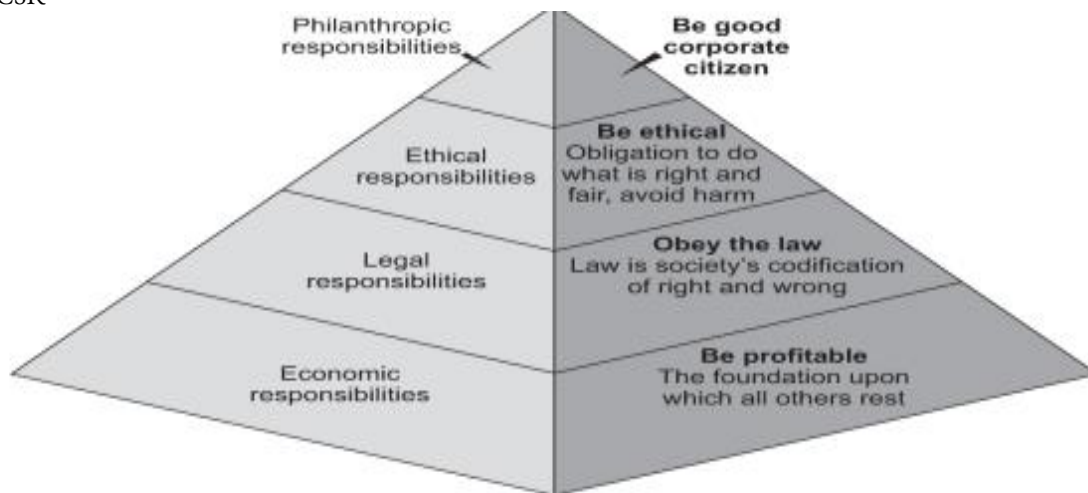 Philanthropic
responsibilities
Be good
corporate
citizen
Ethical
responsibilities
Be ethical
Obligation to do
what is right and
fair, avoid harm
Legal
responsibilities
Obey the law
Law is society's codification
of right and wrong
Economic
responsibilities
Be profitable
The foundation upon
which all others rest